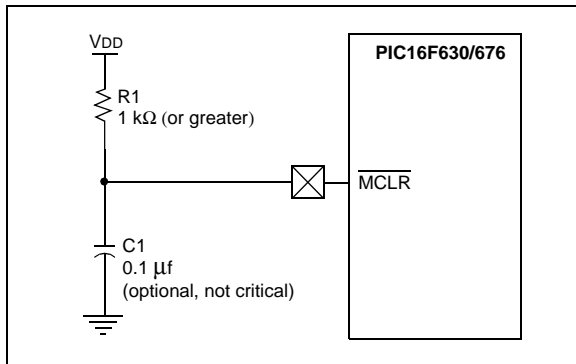 VDD
PIC16F630/676
R1
1 kΩ (or greater)
MCLR
C1
0.1 μf
(optional, not critical)